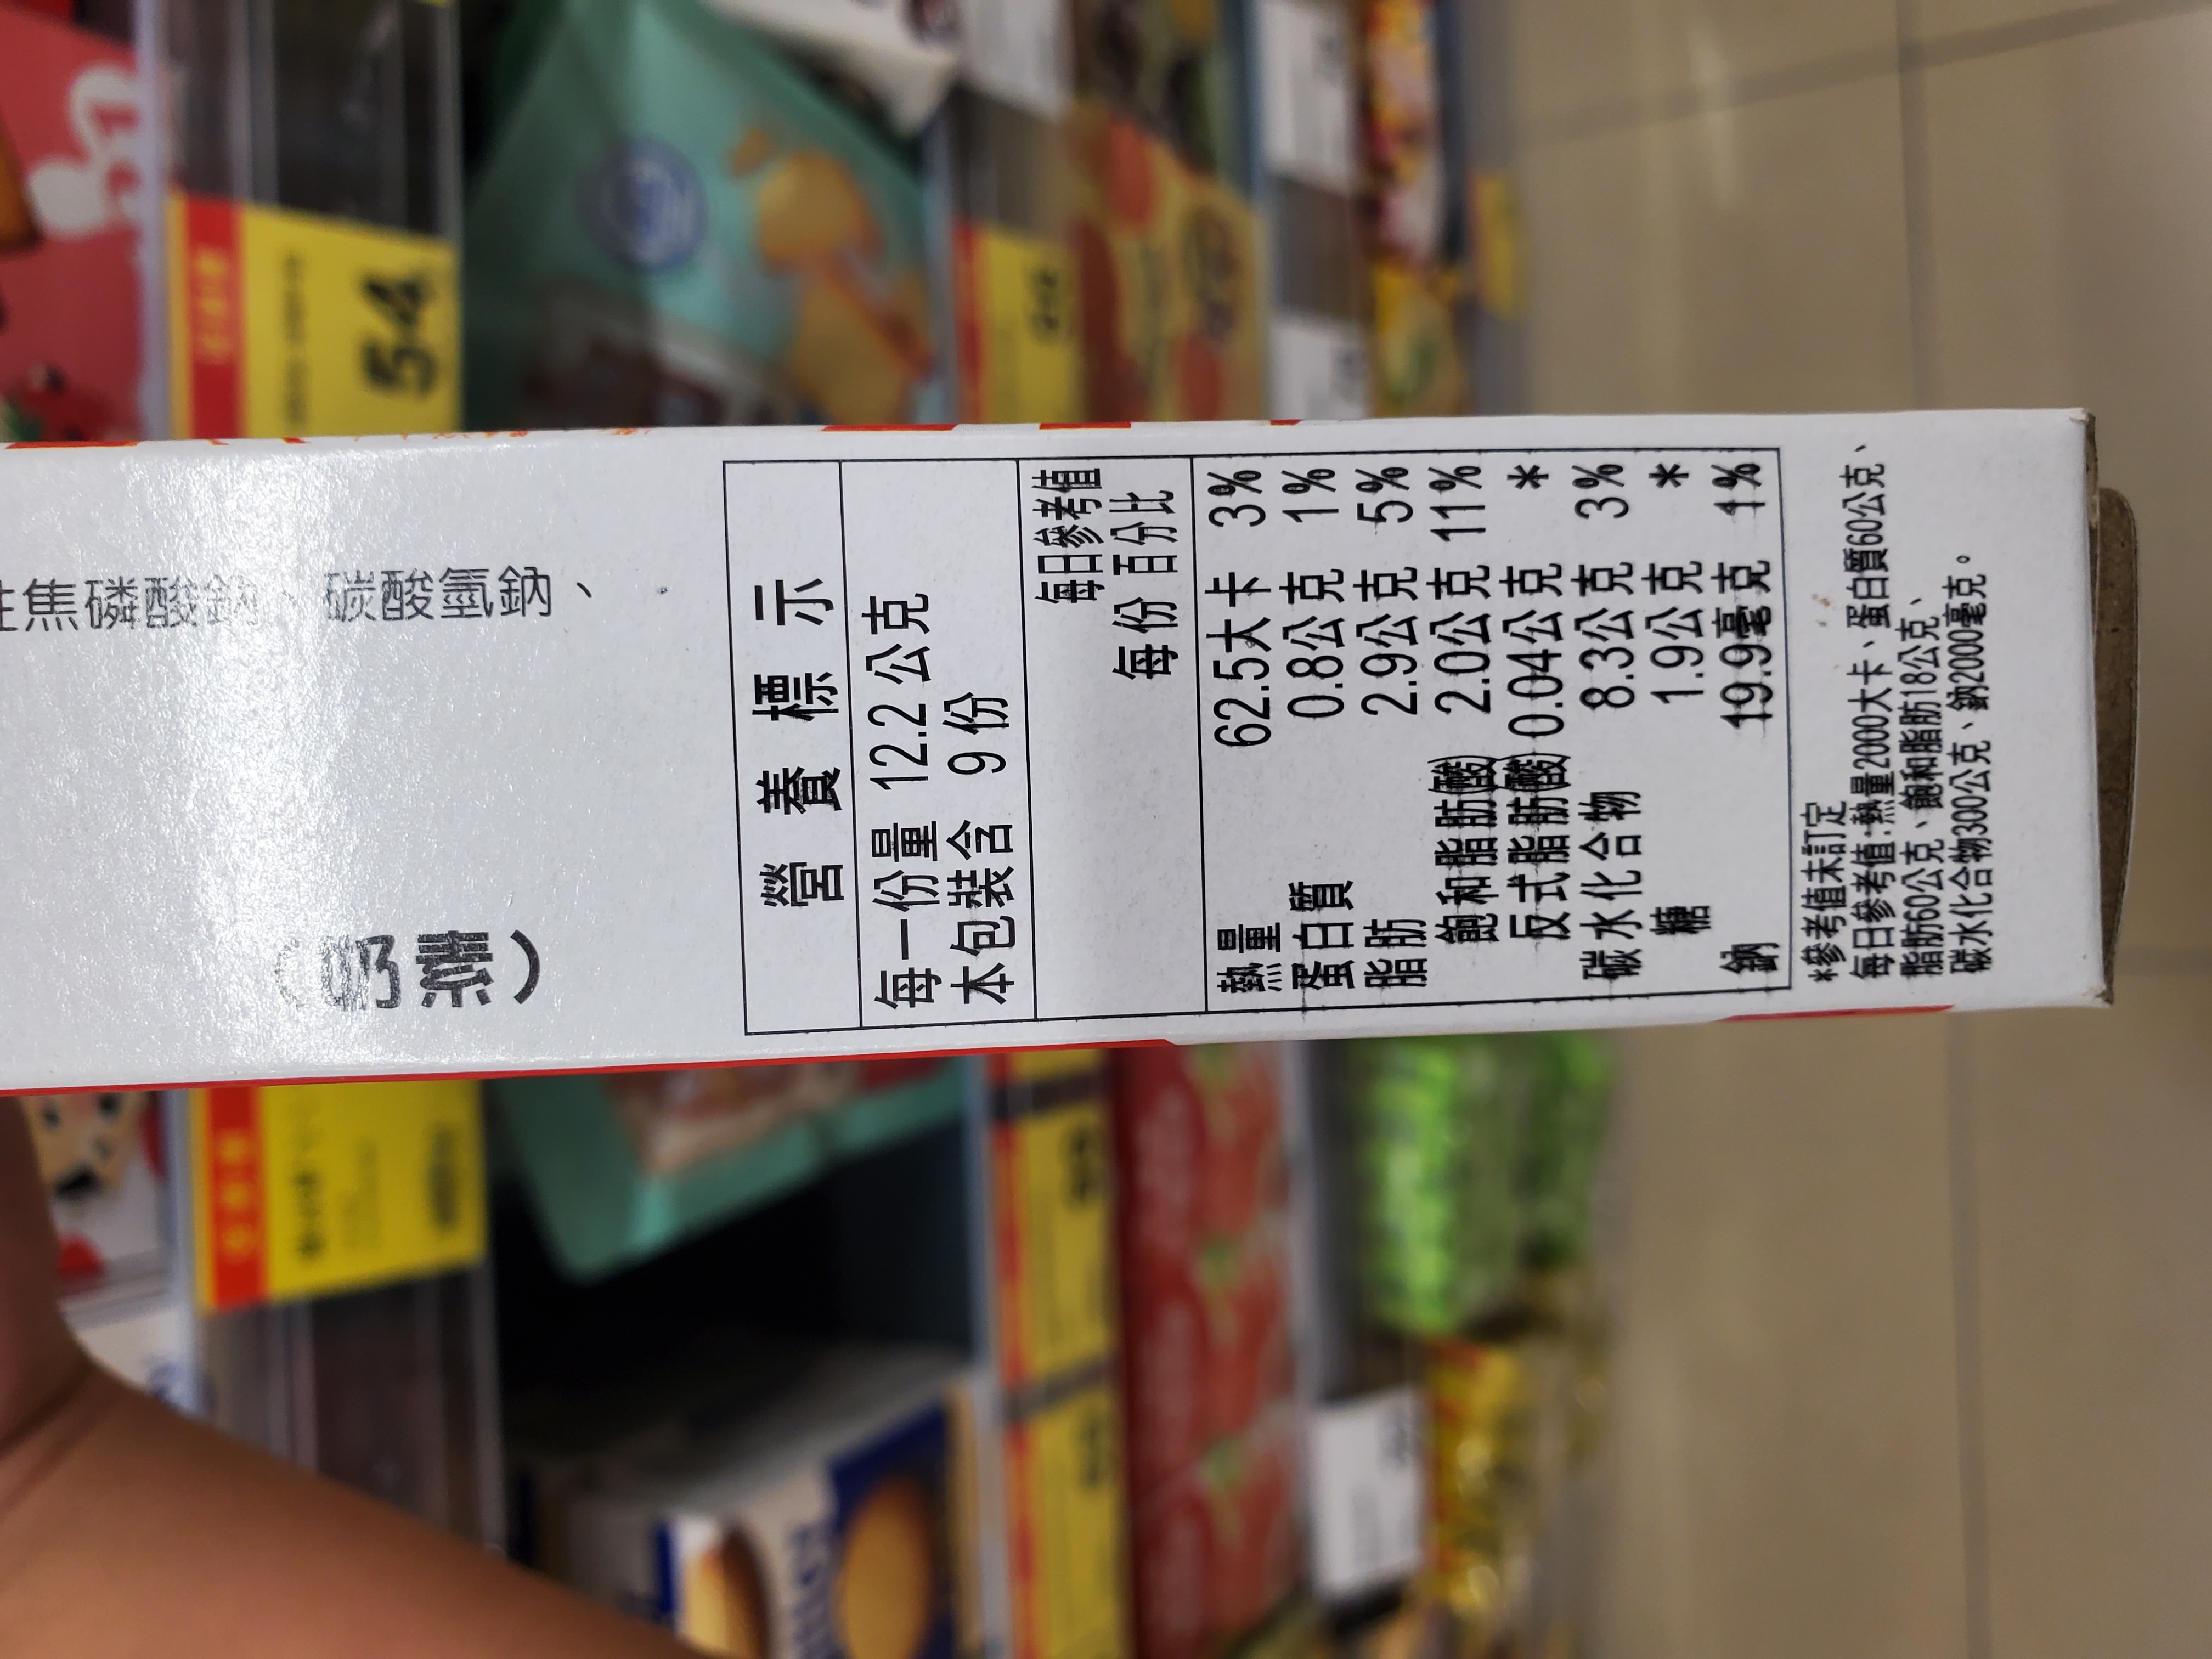 性焦磷酸鈉、碳酸氫鈉、
（奶素）
營養標示
每一份量 12.2 公克
本包裝含 9 份
每日參考值
每份 百分比
熱量 62.5大卡 3%
蛋白質 0.8公克 1%
脂肪 2.9公克 5%
飽和脂肪(酸) 2.0公克 11%
反式脂肪(酸) 0.04公克 *
碳水化合物 8.3公克 3%
糖 1.9公克 *
鈉 19.9毫克 1%
*參考值未訂定
每日參考值:熱量2000大卡、蛋白質60公克、
脂肪60公克、飽和脂肪18公克、
碳水化合物300公克、鈉2000毫克。
54